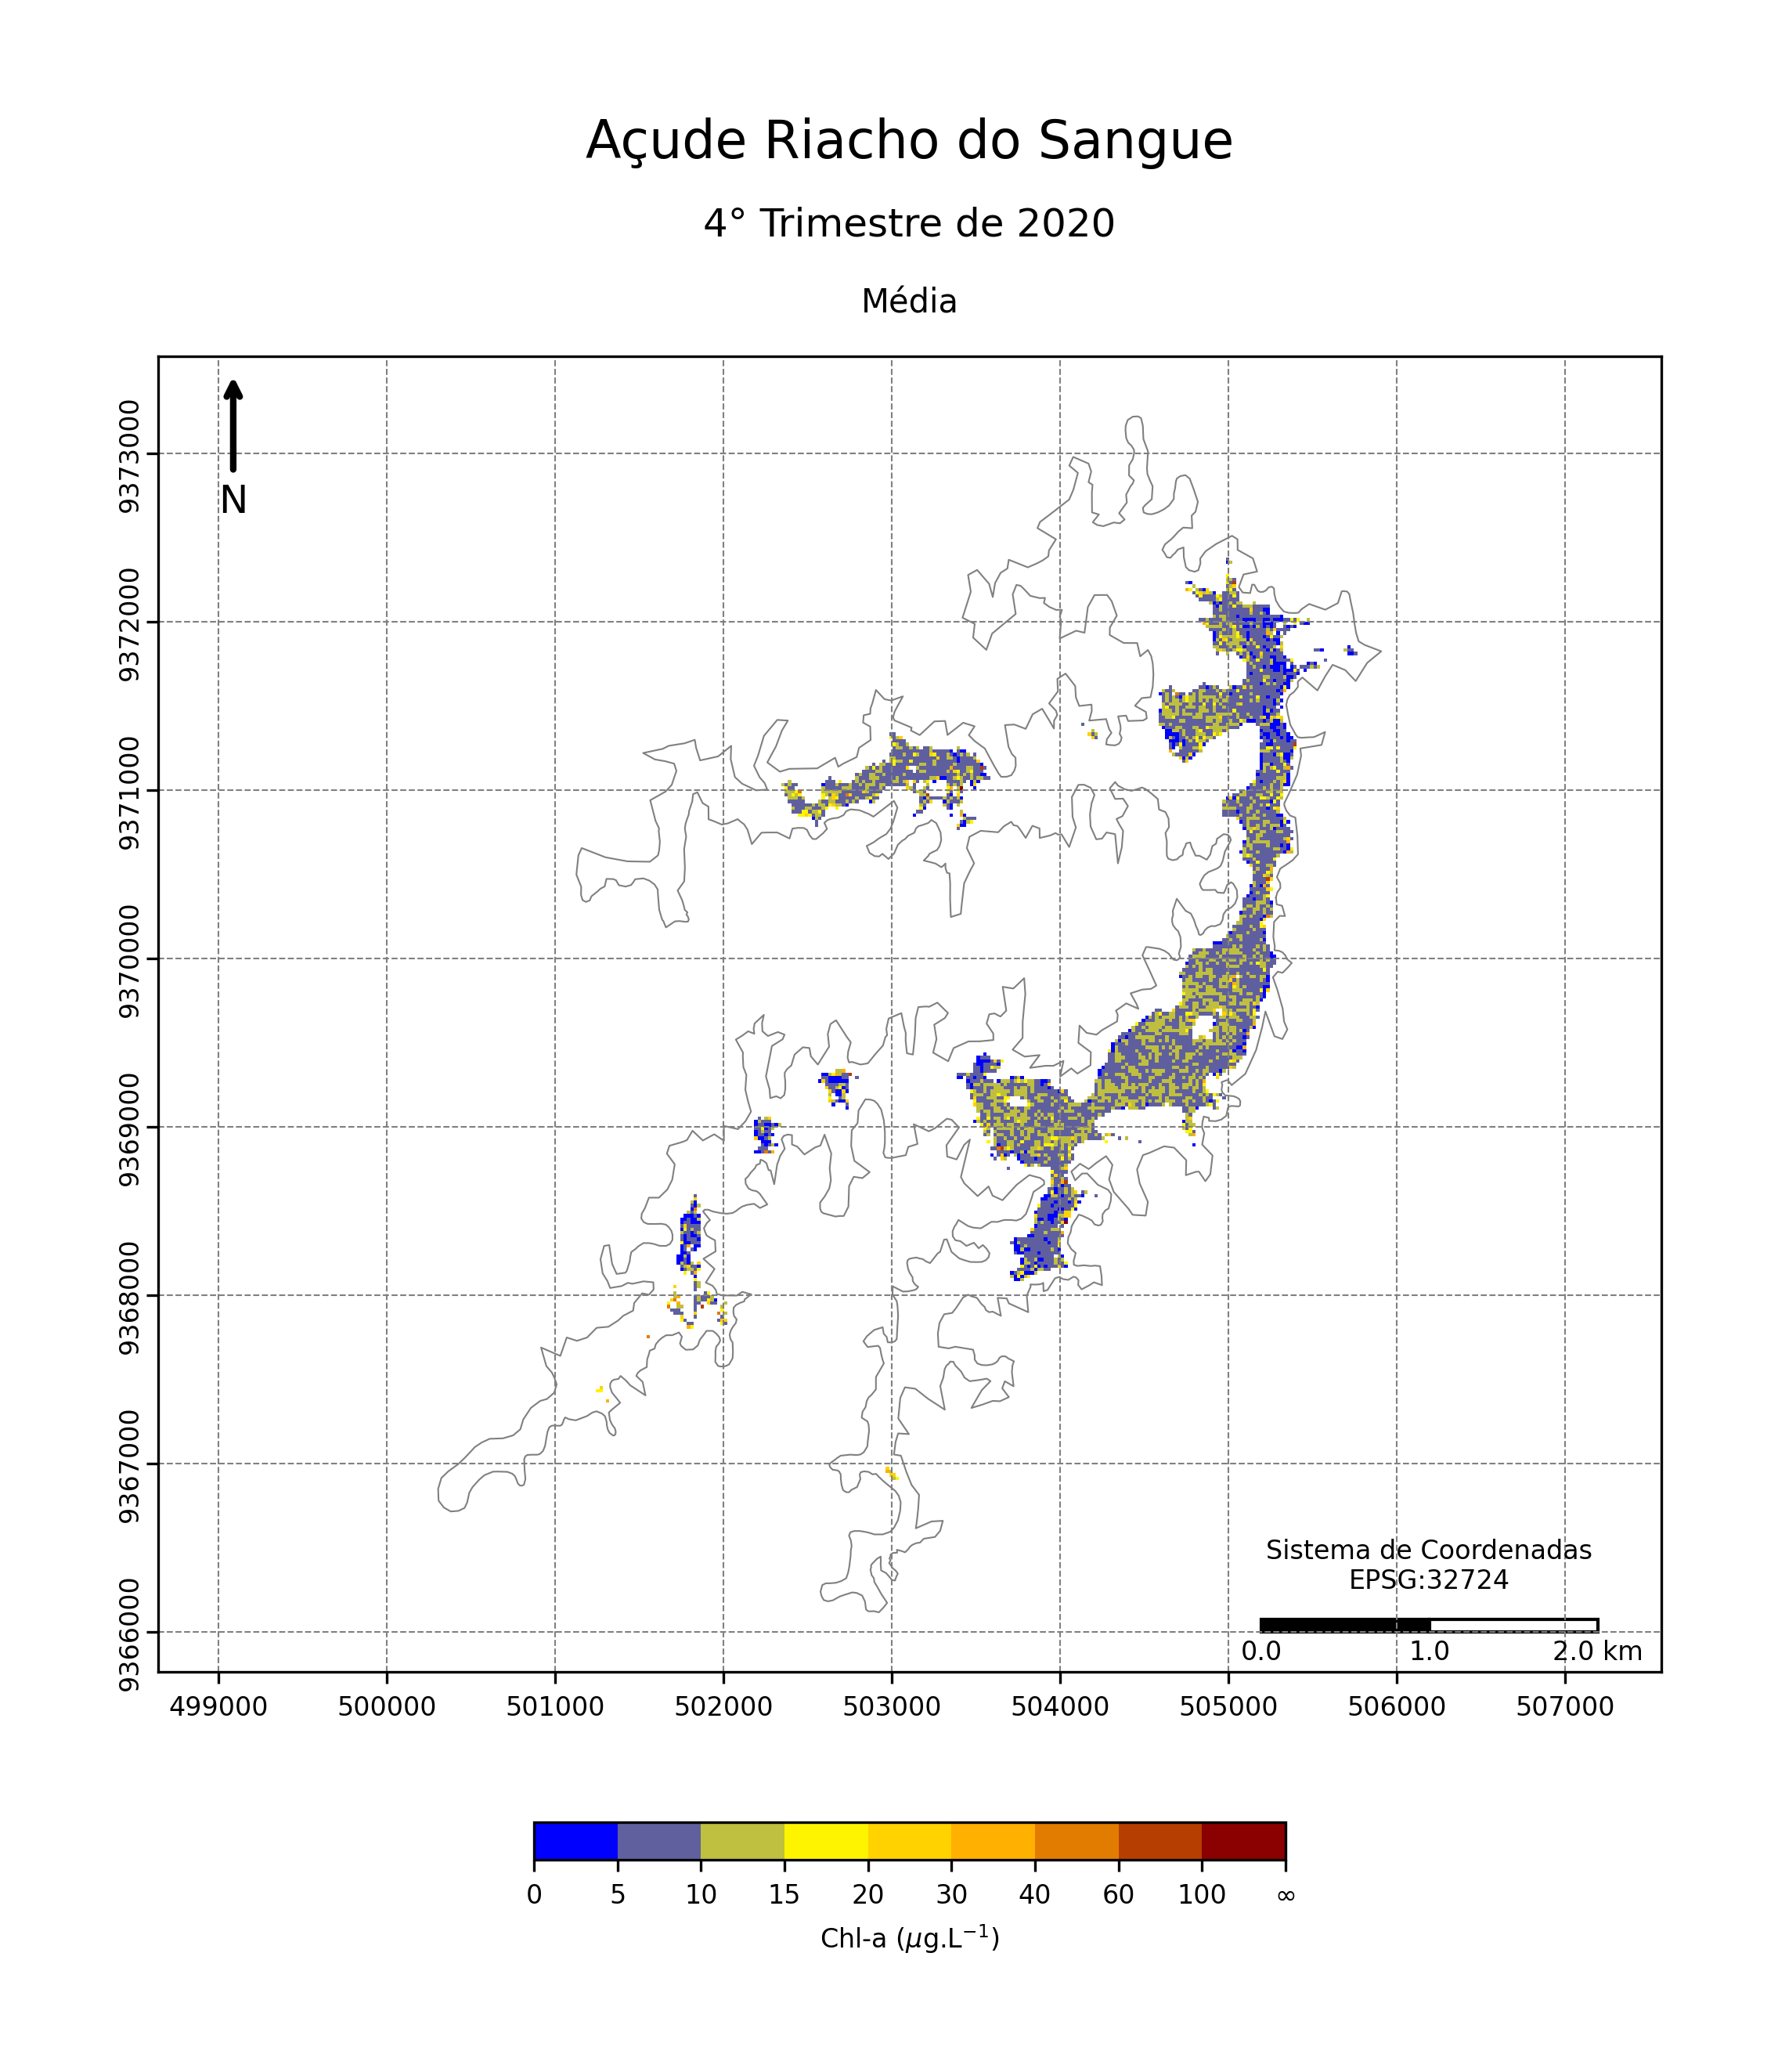 Açude Riacho do Sangue
4° Trimestre de 2020
Média
N
9373000
9372000
9371000
9370000
9369000
9368000
9367000
9366000
Sistema de Coordenadas
EPSG:32724
0.0 1.0 2.0 km
499000 500000 501000 502000 503000 504000 505000 506000 507000
0 5 10 15 20 30 40 60 100 ∞
Chl-a (μg.L⁻¹)